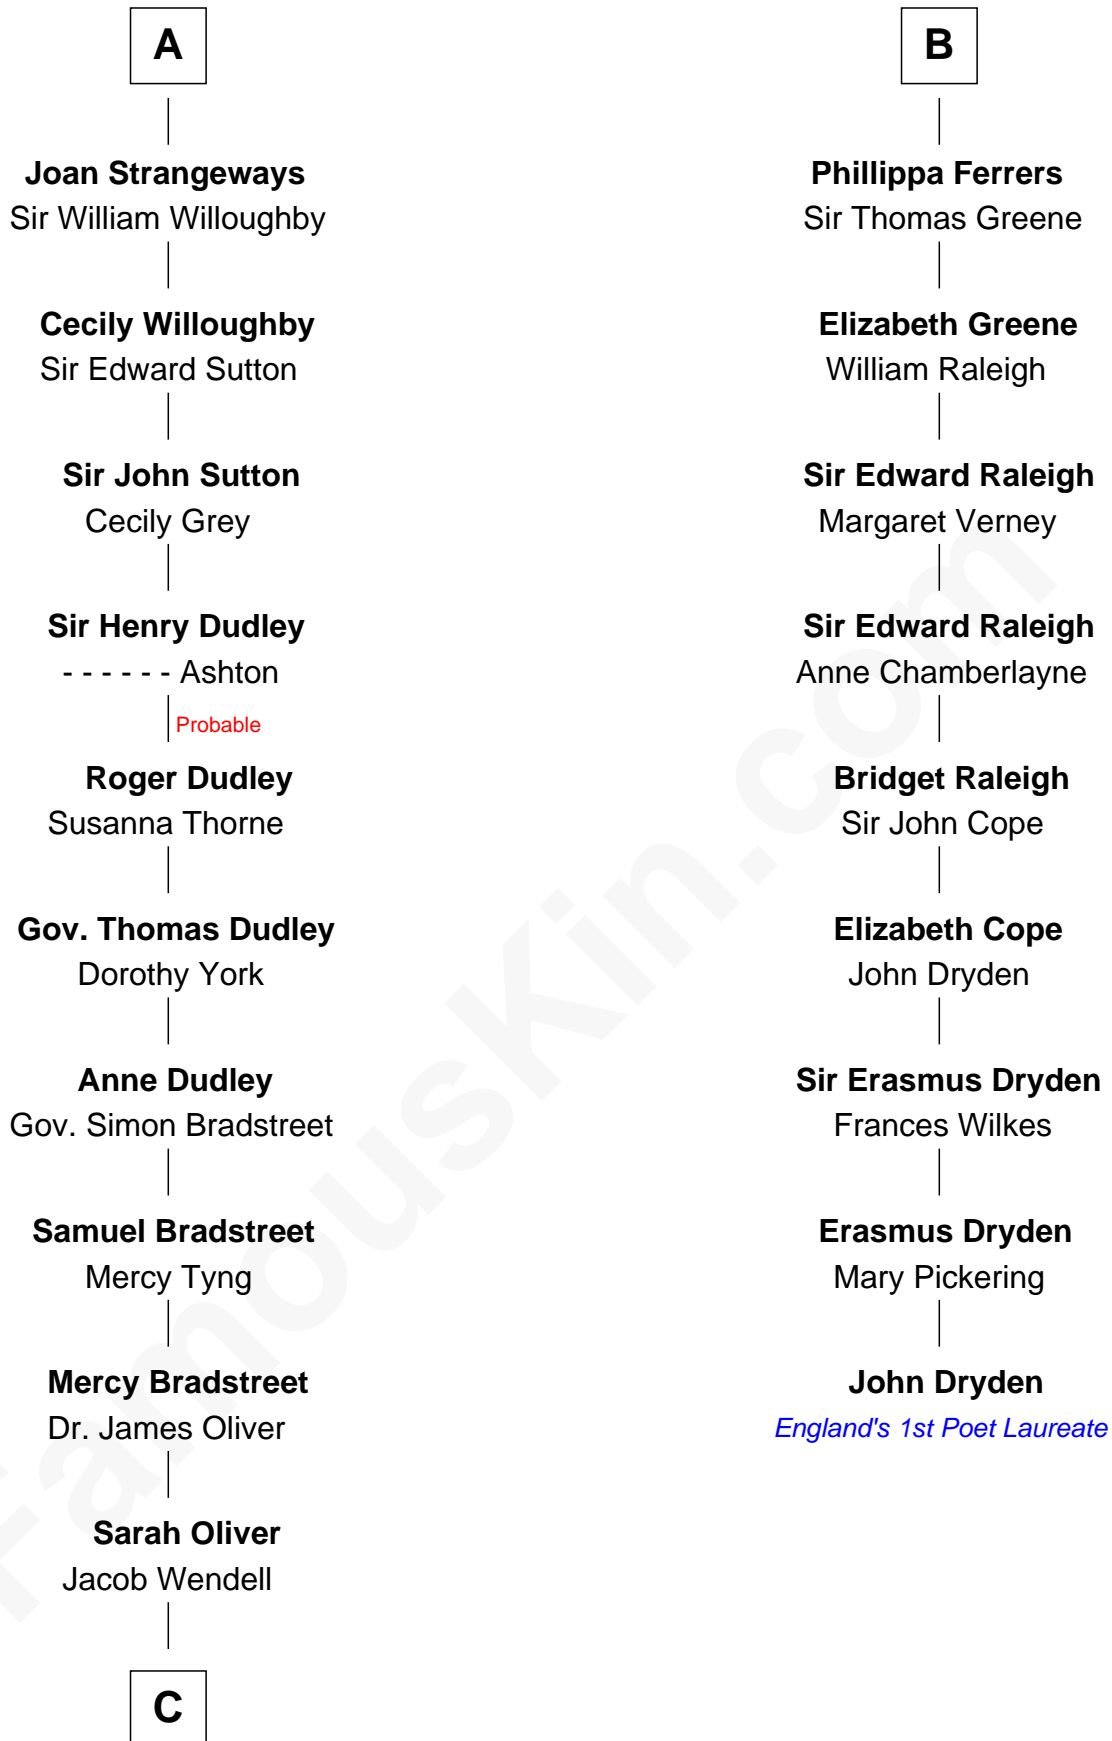 A
Joan Strangeways
Sir William Willoughby
Cecily Willoughby
Sir Edward Sutton
Sir John Sutton
Cecily Grey
Sir Henry Dudley
- - - - - - Ashton
Probable
Roger Dudley
Susanna Thorne
Gov. Thomas Dudley
Dorothy York
Anne Dudley
Gov. Simon Bradstreet
Samuel Bradstreet
Mercy Tyng
Mercy Bradstreet
Dr. James Oliver
Sarah Oliver
Jacob Wendell
C
B
Phillippa Ferrers
Sir Thomas Greene
Elizabeth Greene
William Raleigh
Sir Edward Raleigh
Margaret Verney
Sir Edward Raleigh
Anne Chamberlayne
Bridget Raleigh
Sir John Cope
Elizabeth Cope
John Dryden
Sir Erasmus Dryden
Frances Wilkes
Erasmus Dryden
Mary Pickering
John Dryden
England's 1st Poet Laureate
FamousKin.com